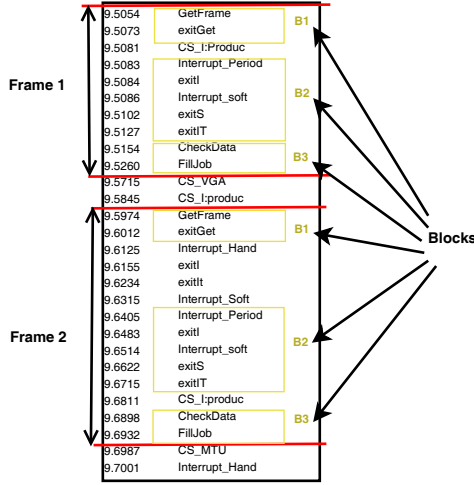 9.5054 GetFrame
B1
9.5073 exitGet
9.5081 CS_I:Produc
9.5083 Interrupt_Period
Frame 1
9.5084 exitI
B2
9.5086 Interrupt_soft
9.5102 exitS
9.5127 exitIT
9.5154 CheckData
B3
9.5260 FillJob
9.5715 CS_VGA
9.5845 CS_I:produc
9.5974 GetFrame
B1
9.6012 exitGet
Blocks
9.6125 Interrupt_Hand
9.6155 exitI
9.6234 exitIt
9.6315 Interrupt_Soft
9.6405 Interrupt_Period
Frame 2
9.6483 exitI
B2
9.6514 Interrupt_soft
9.6622 exitS
9.6715 exitIT
9.6811 CS_I:produc
9.6898 CheckData
B3
9.6932 FillJob
9.6987 CS_MTU
9.7001 Interrupt_Hand